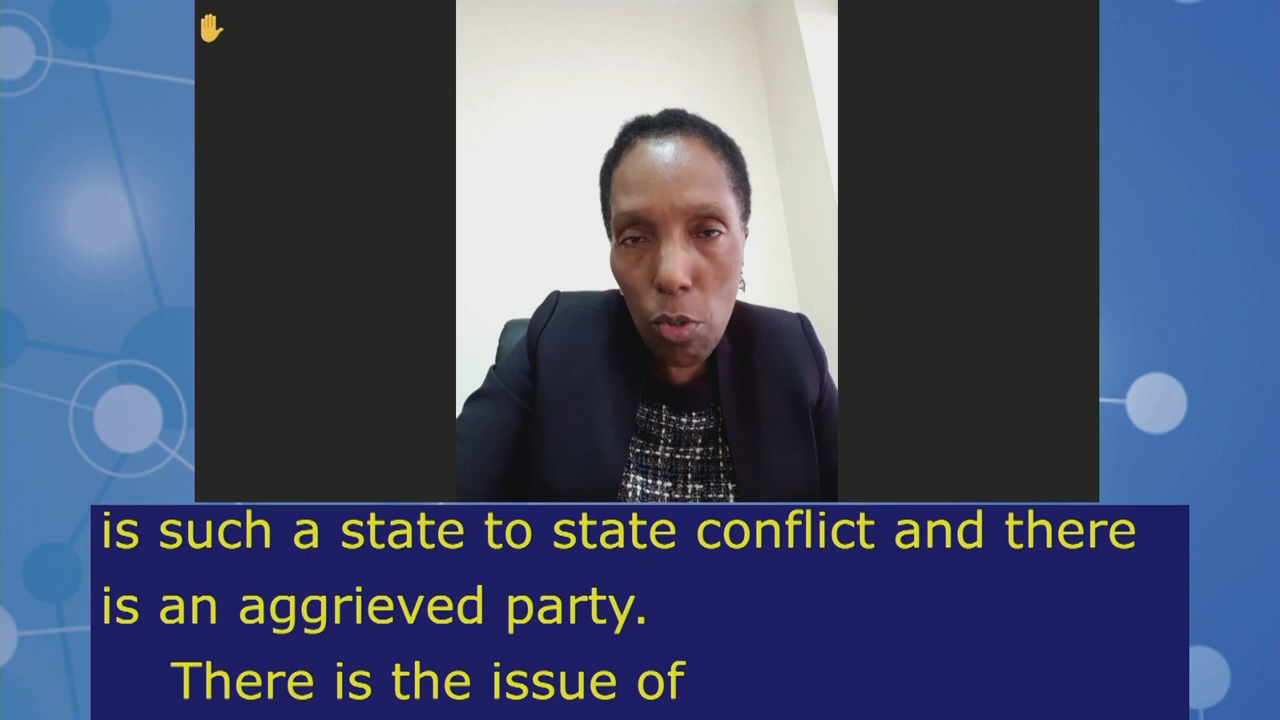 is such a state to state conflict and there
is an aggrieved party.
There is the issue of